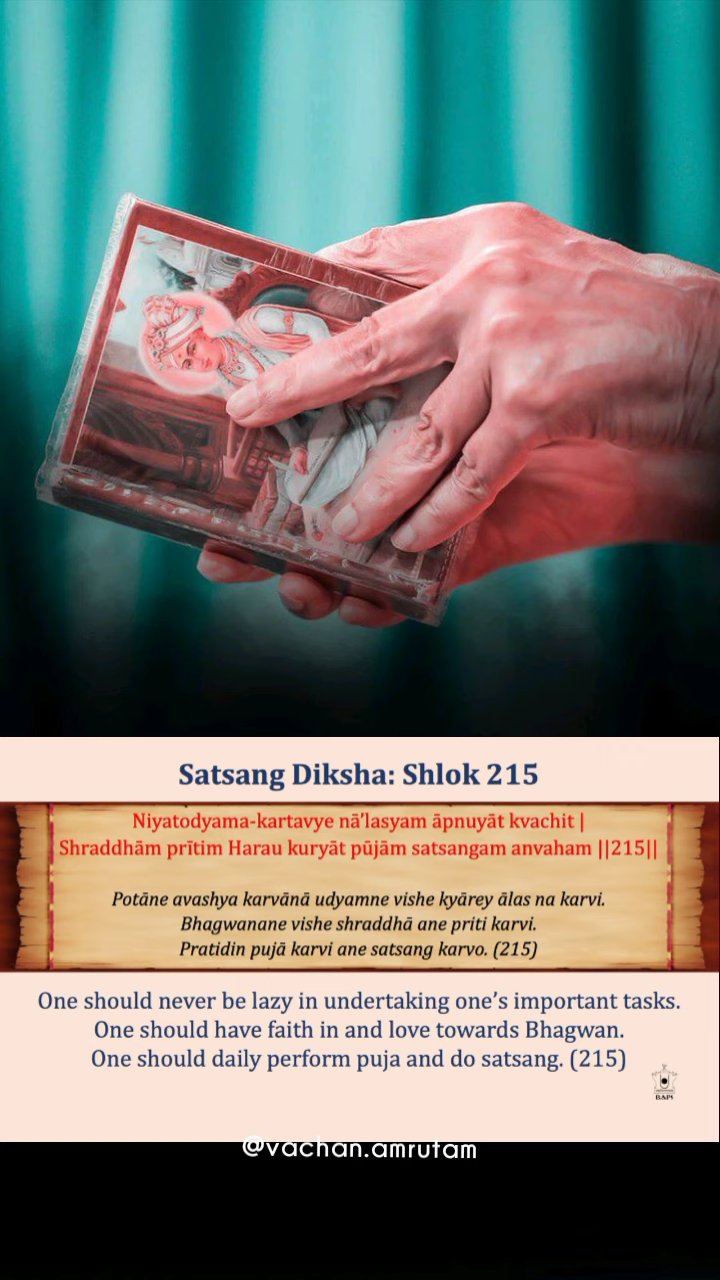 Satsang Diksha: Shlok 215
Niyatodyama-kartavye nā'lasyam āpnuyāt kvachit |
Shraddhām prītim Harau kuryāt pūjām satsangam anvaham ||215||
Potāne avashya karvānā udyamne vishe kyārey ālas na karvi.
Bhagwanane vishe shraddhā ane priti karvi.
Pratidin pujā karvi ane satsang karvo. (215)
One should never be lazy in undertaking one’s important tasks.
One should have faith in and love towards Bhagwan.
One should daily perform puja and do satsang. (215)
BAPS
@vachan.amrutam